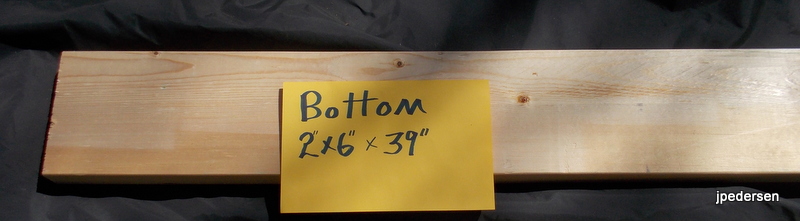 Bottom
2"x6" x 39"
jpedersen